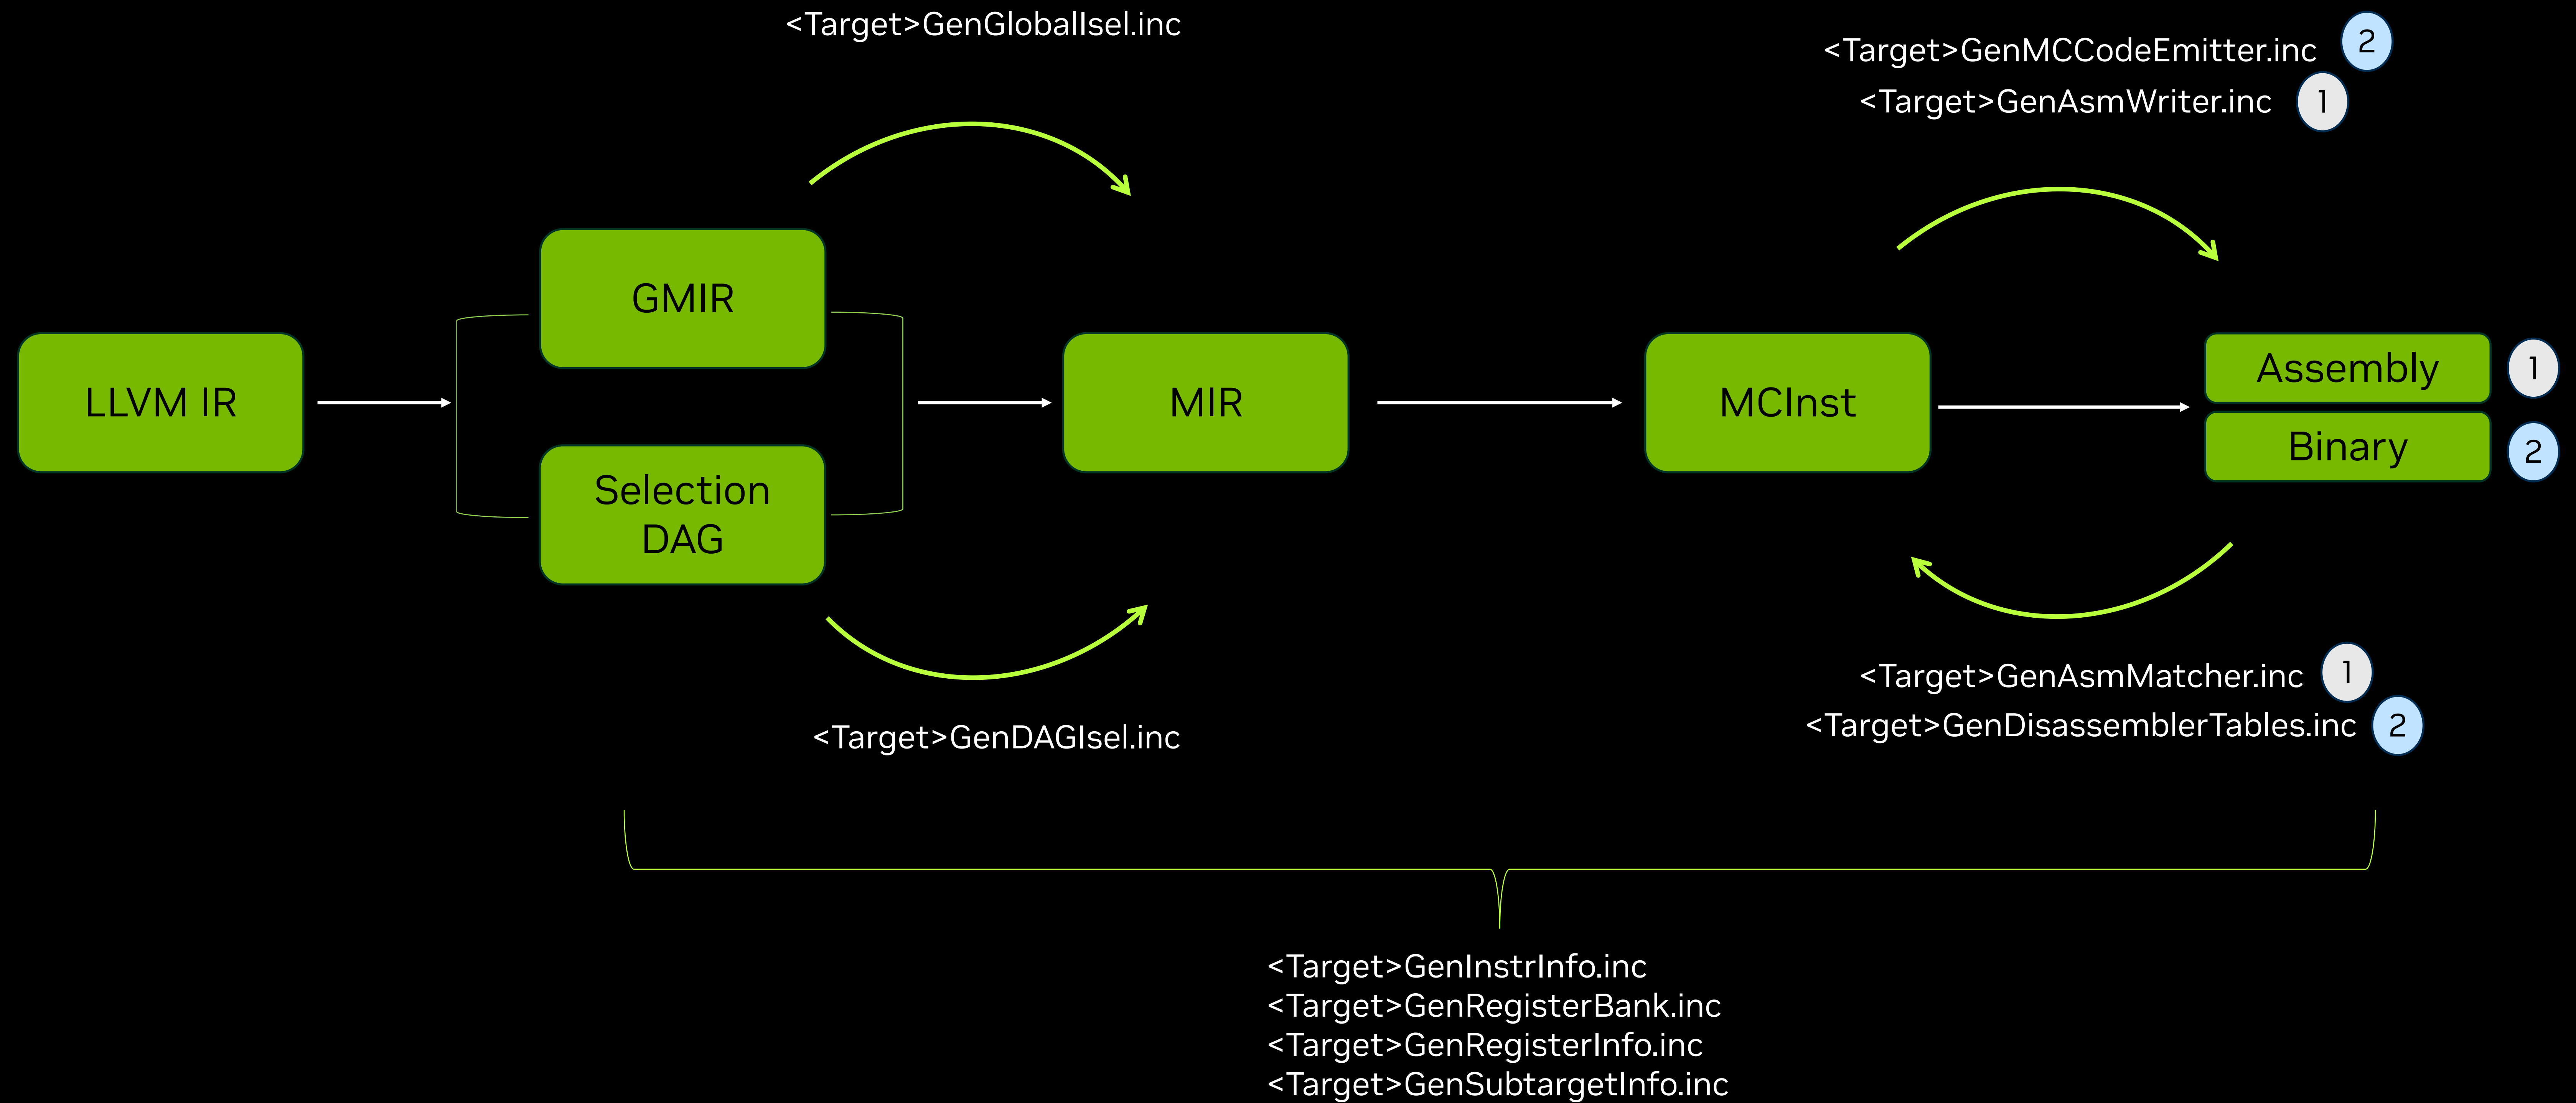 <Target>GenGlobalIsel.inc
<Target>GenMCCodeEmitter.inc 2
<Target>GenAsmWriter.inc 1
LLVM IR
GMIR
Selection
DAG
MIR
MCInst
Assembly 1
Binary 2
<Target>GenDAGIsel.inc
<Target>GenAsmMatcher.inc 1
<Target>GenDisassemblerTables.inc 2
<Target>GenInstrInfo.inc
<Target>GenRegisterBank.inc
<Target>GenRegisterInfo.inc
<Target>GenSubtargetInfo.inc